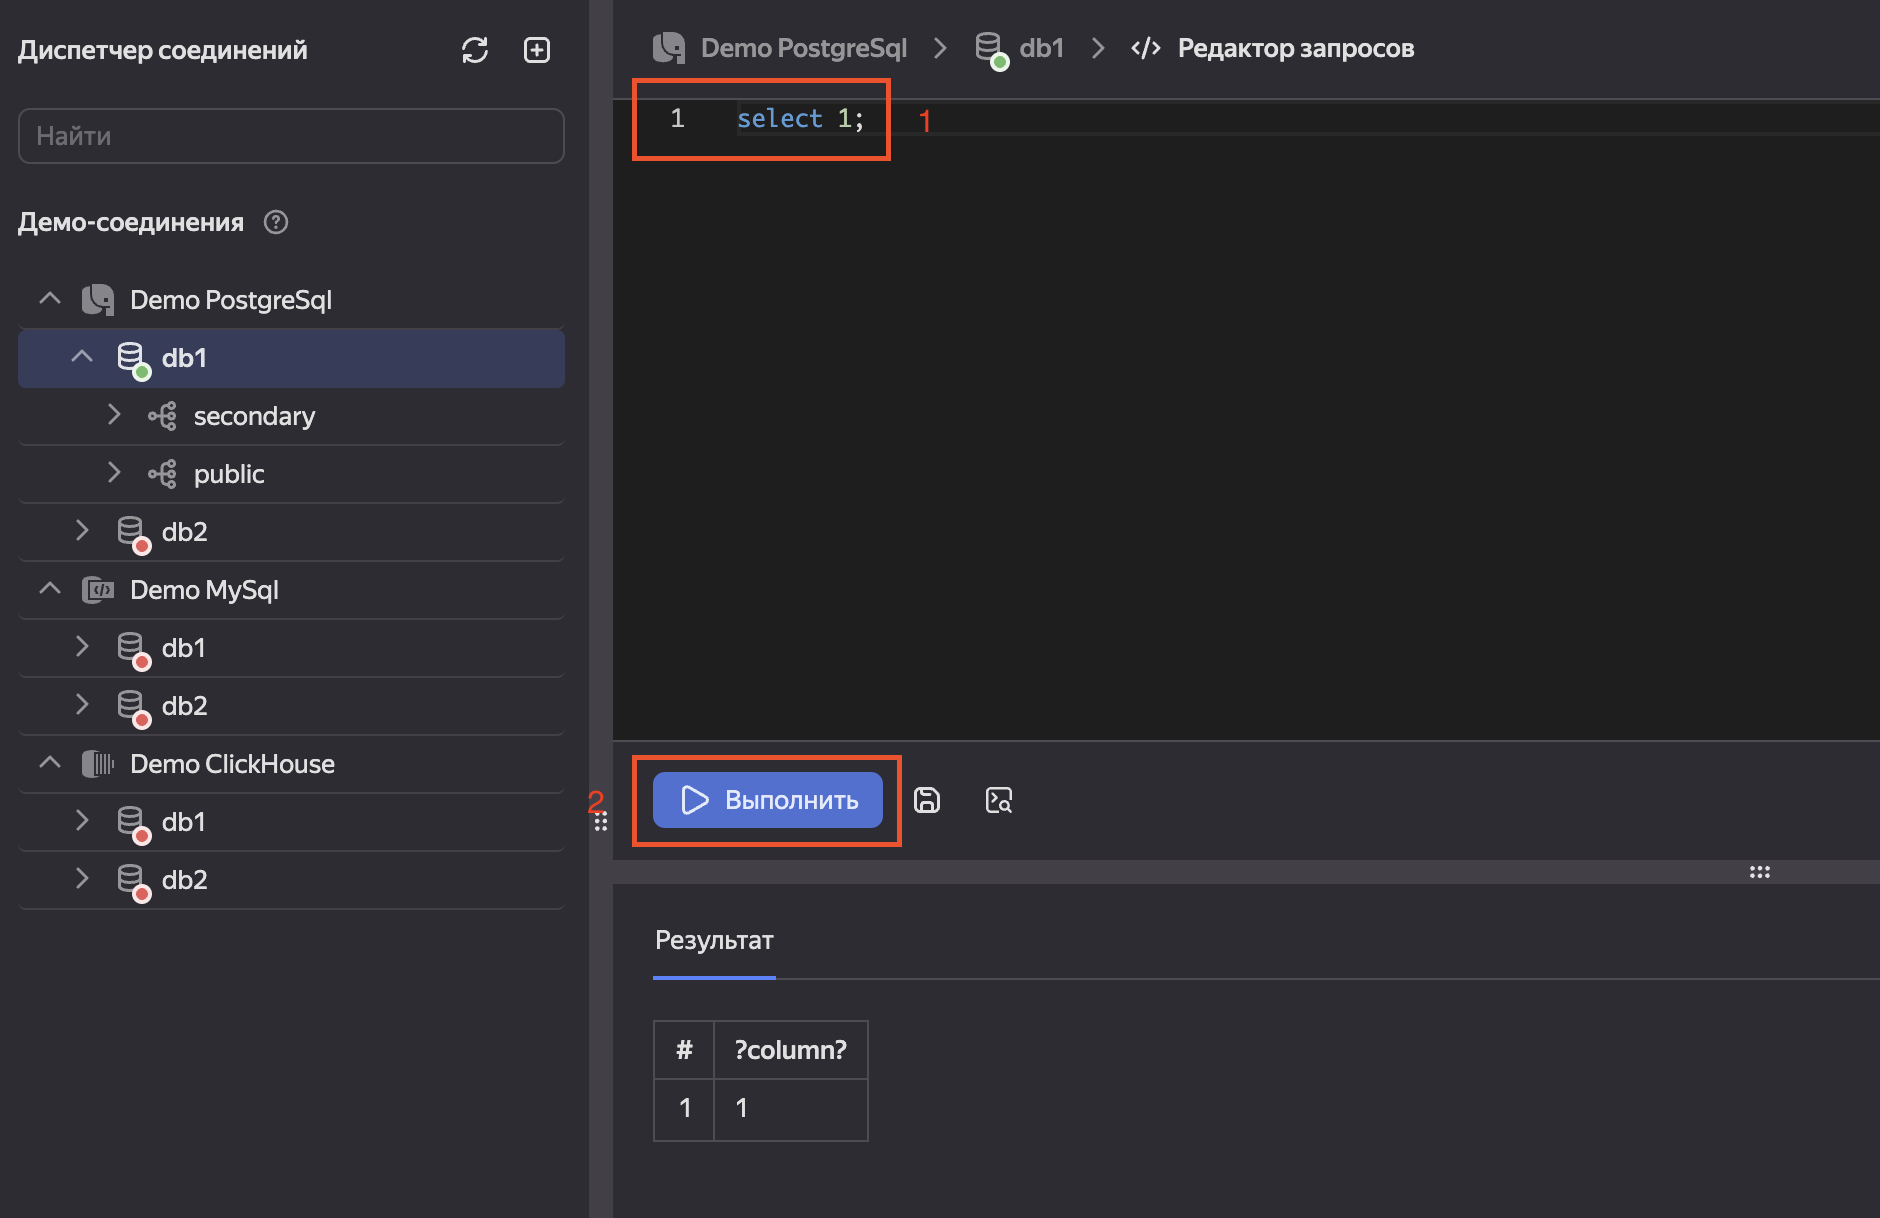 Диспетчер соединений
Найти
Демо-соединения
Demo PostgreSql
db1
secondary
public
db2
Demo MySql
db1
db2
Demo ClickHouse
db1
db2
Demo PostgreSql db1 </> Редактор запросов
1 select 1; 1
2 Выполнить
Результат
# ?column?
1 1